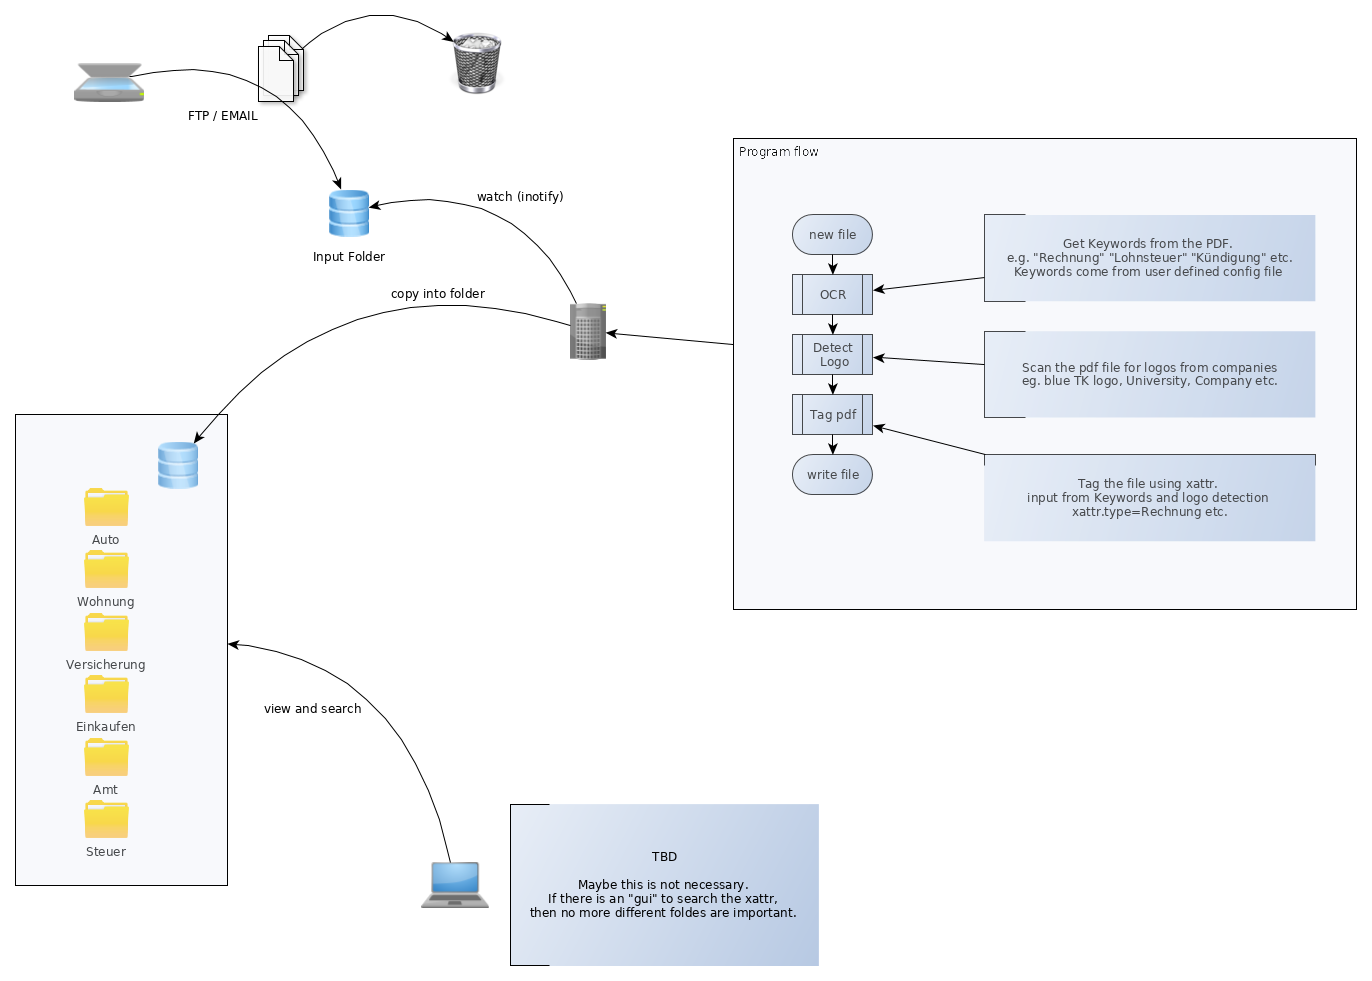 FTP / EMAIL
Input Folder
watch (inotify)
copy into folder
Program flow
new file
OCR
Detect
Logo
Tag pdf
write file
Get Keywords from the PDF.
e.g. "Rechnung" "Lohnsteuer" "Kündigung" etc.
Keywords come from user defined config file
Scan the pdf file for logos from companies
eg. blue TK logo, University, Company etc.
Tag the file using xattr.
input from Keywords and logo detection
xattr.type=Rechnung etc.
Auto
Wohnung
Versicherung
Einkaufen
Amt
Steuer
view and search
TBD
Maybe this is not necessary.
If there is an "gui" to search the xattr,
then no more different foldes are important.